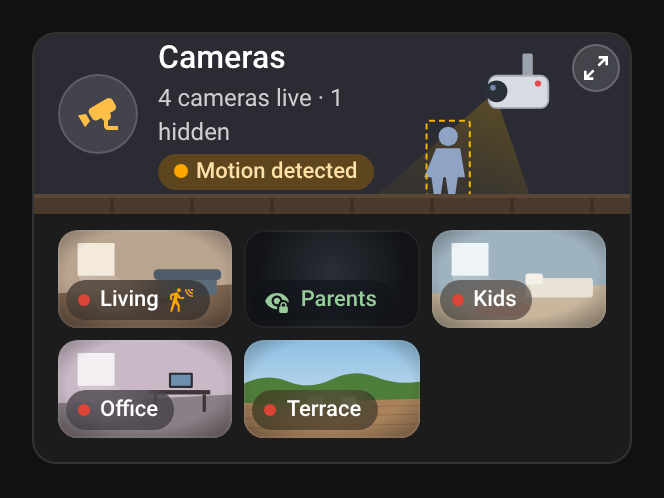 Cameras
4 cameras live · 1
hidden
Motion detected
Living
Parents
Kids
Office
Terrace